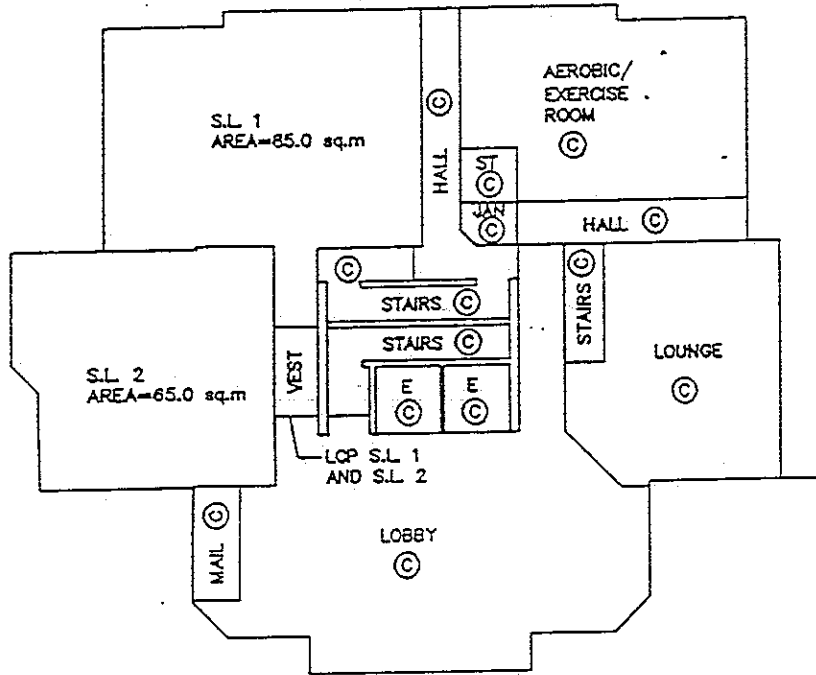 AEROBIC/
EXERCISE
ROOM
C
S.L. 1
AREA=85.0 sq.m
C
HALL
ST
C
JAN
C
HALL C
C
STAIRS C
STAIRS
C
STAIRS C
LOUNGE
C
VEST
S.L. 2
AREA=65.0 sq.m
E
C
E
C
LCP S.L. 1
AND S.L. 2
C
MAIL
LOBBY
C